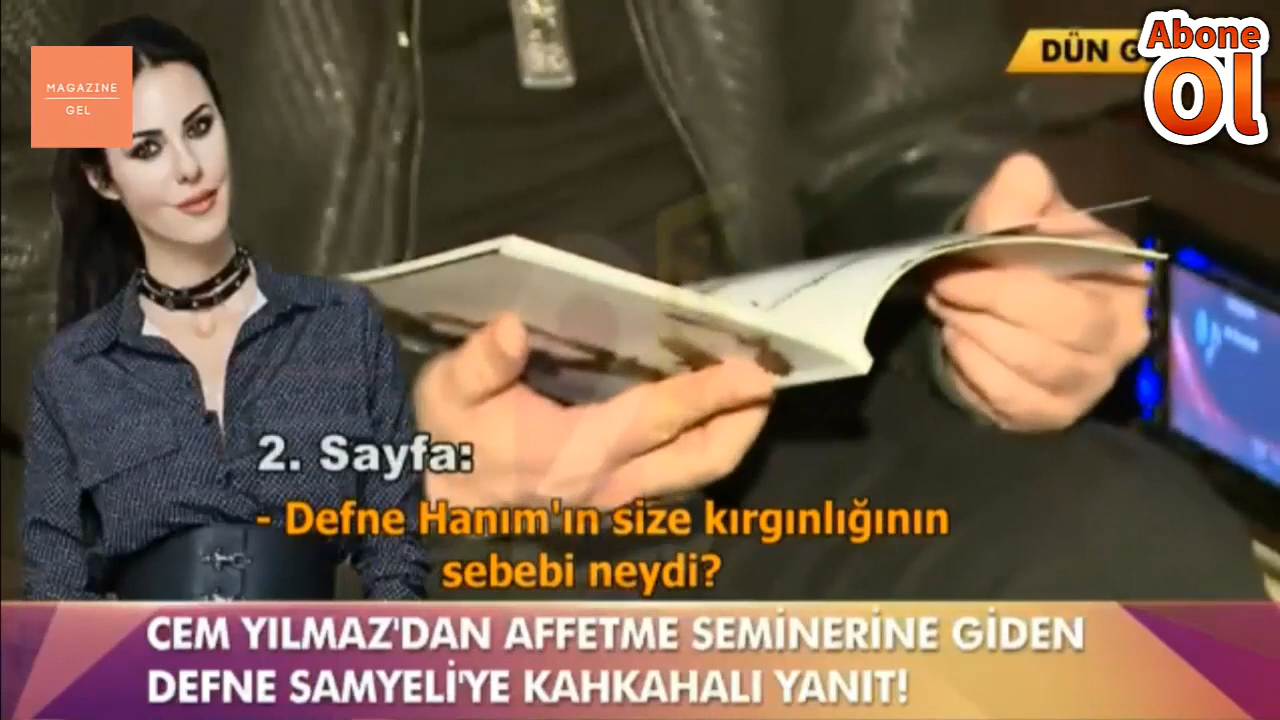 MAGAZINE
GEL
DÜN
Abone
Ol
2. Sayfa:
- Defne Hanım'ın size kırgınlığının
sebebi neydi?
CEM YILMAZ'DAN AFFETME SEMİNERİNE GİDEN
DEFNE SAMYELİ'YE KAHKAHALI YANIT!